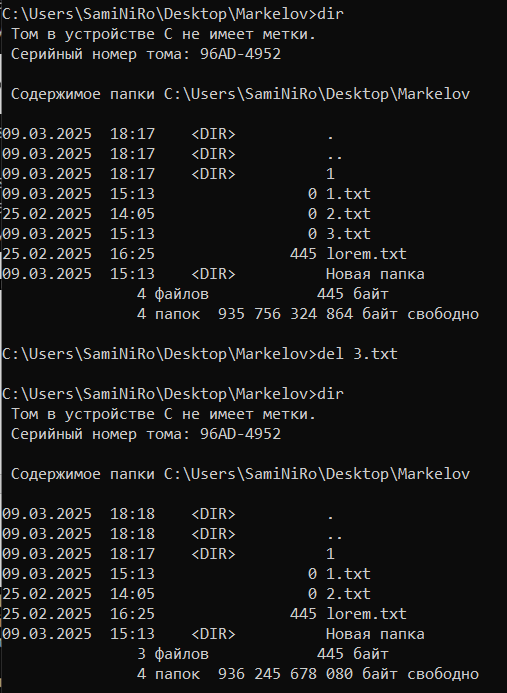 C:\Users\SamiNiRo\Desktop\Markelov>dir
Том в устройстве C не имеет метки.
Серийный номер тома: 96AD-4952
Содержимое папки C:\Users\SamiNiRo\Desktop\Markelov
09.03.2025  18:17    <DIR>          .
09.03.2025  18:17    <DIR>          ..
09.03.2025  18:17    <DIR>          1
09.03.2025  15:13                 0 1.txt
25.02.2025  14:05                 0 2.txt
09.03.2025  15:13                 0 3.txt
25.02.2025  16:25               445 lorem.txt
09.03.2025  15:13    <DIR>          Новая папка
4 файлов            445 байт
4 папок  935 756 324 864 байт свободно
C:\Users\SamiNiRo\Desktop\Markelov>del 3.txt
C:\Users\SamiNiRo\Desktop\Markelov>dir
Том в устройстве C не имеет метки.
Серийный номер тома: 96AD-4952
Содержимое папки C:\Users\SamiNiRo\Desktop\Markelov
09.03.2025  18:18    <DIR>          .
09.03.2025  18:18    <DIR>          ..
09.03.2025  18:17    <DIR>          1
09.03.2025  15:13                 0 1.txt
25.02.2025  14:05                 0 2.txt
25.02.2025  16:25               445 lorem.txt
09.03.2025  15:13    <DIR>          Новая папка
3 файлов            445 байт
4 папок  936 245 678 080 байт свободно